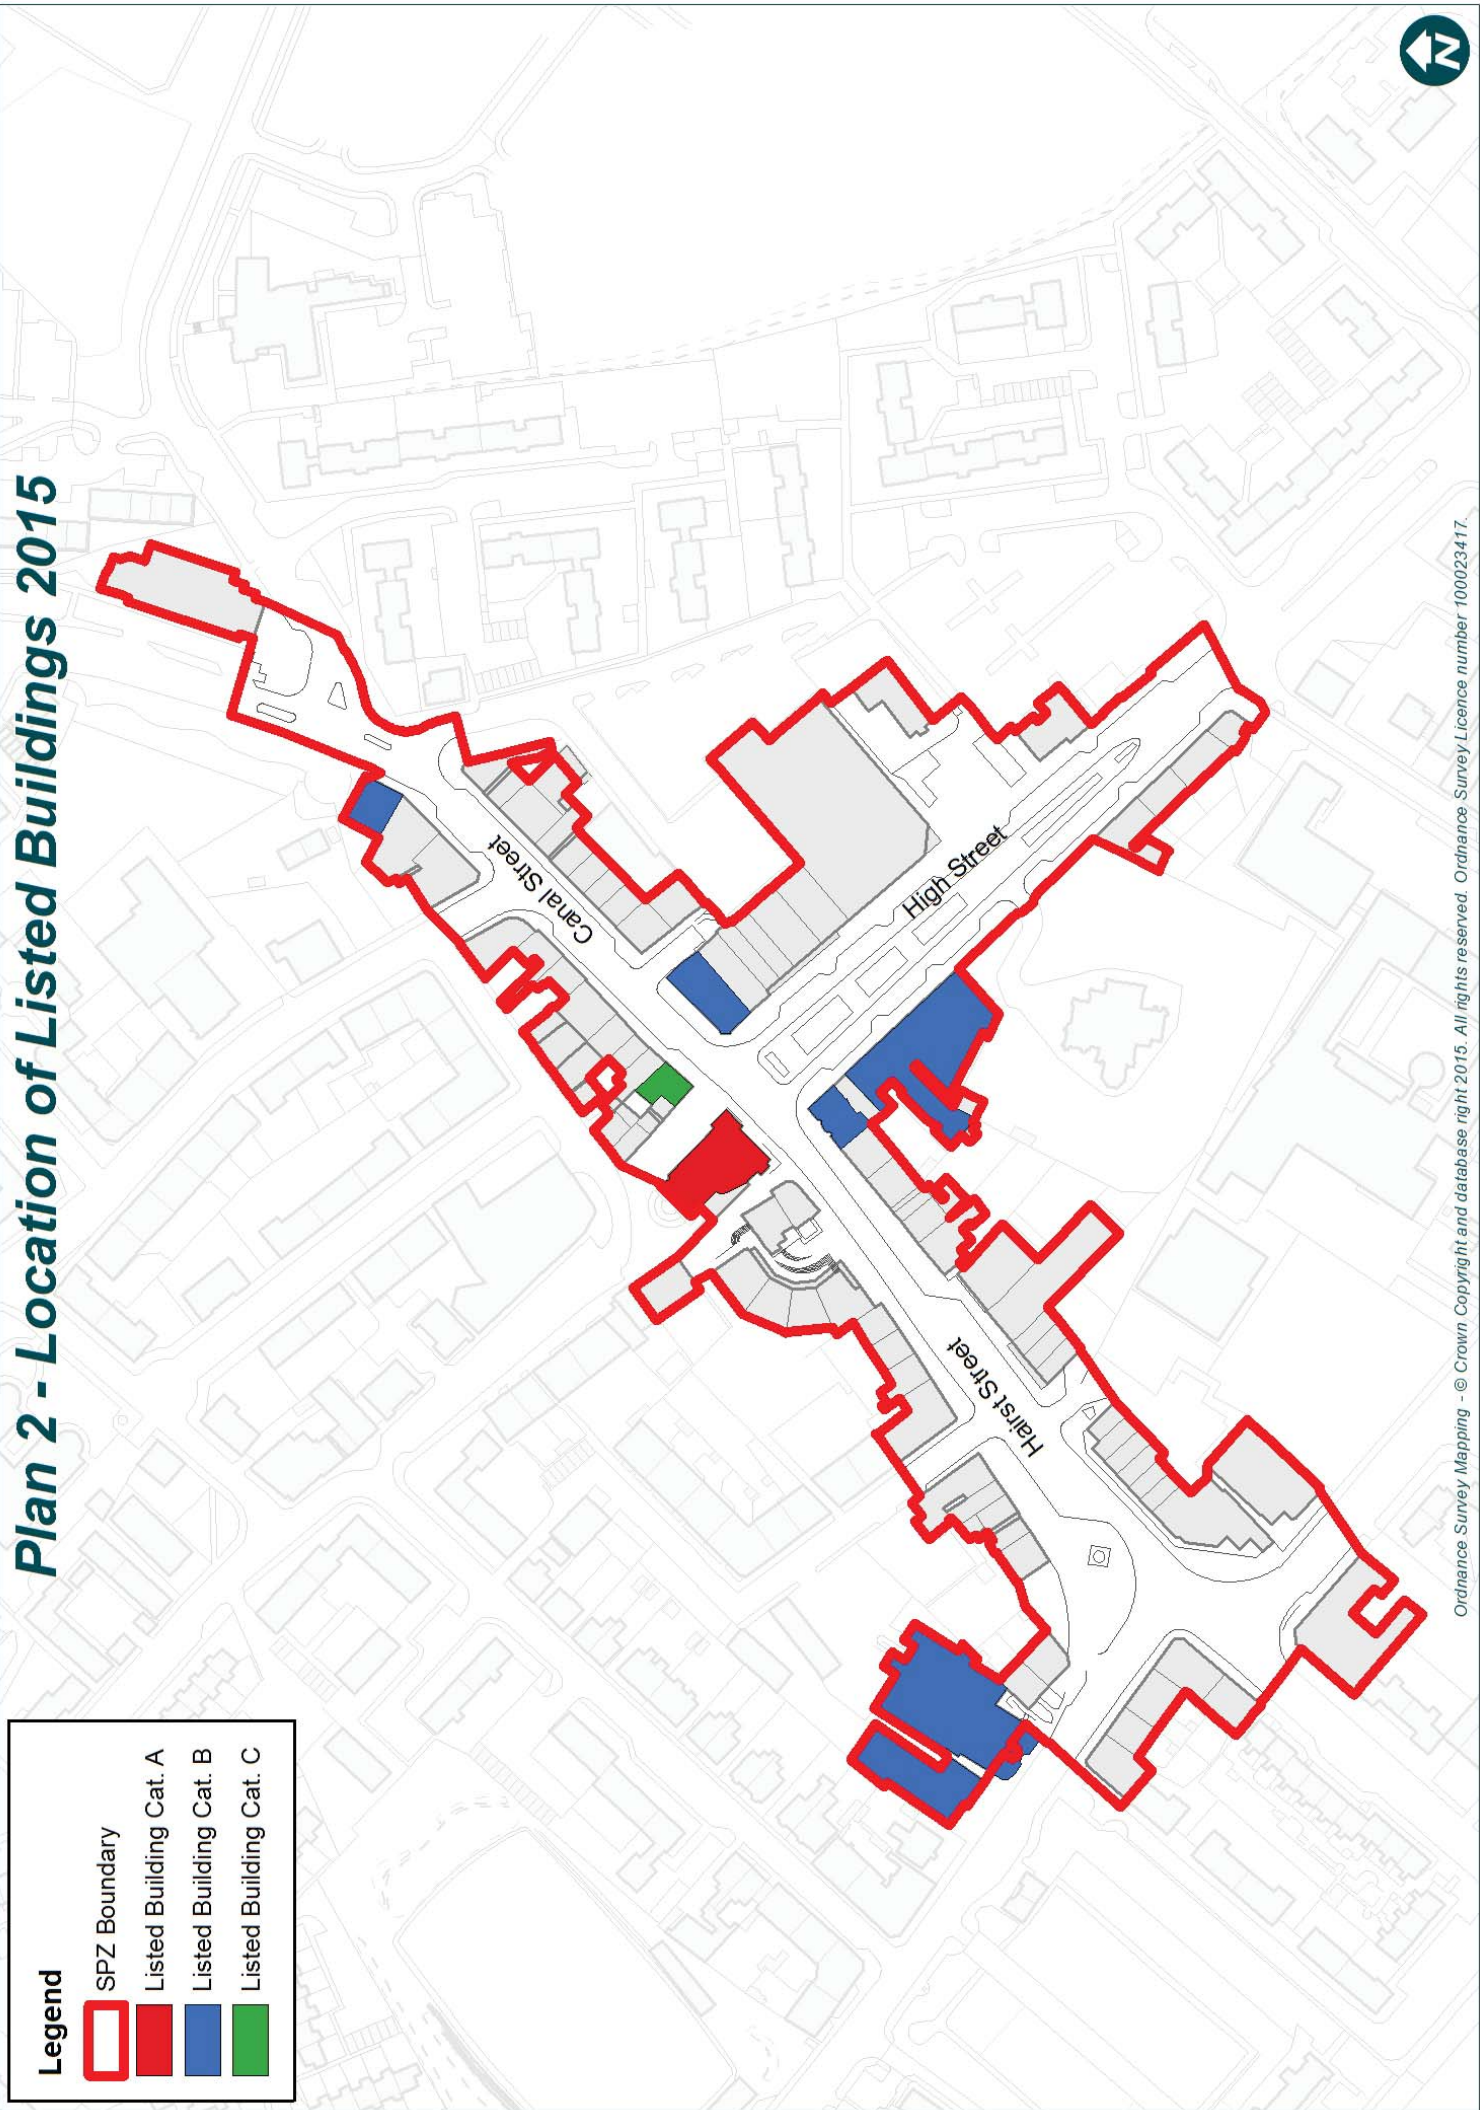 Plan 2 - Location of Listed Buildings 2015
N
Legend
SPZ Boundary
Listed Building Cat. A
Listed Building Cat. B
Listed Building Cat. C
Canal Street
High Street
Hairst Street
Ordnance Survey Mapping - © Crown Copyright and database right 2015. All rights reserved. Ordnance Survey Licence number 100023417.